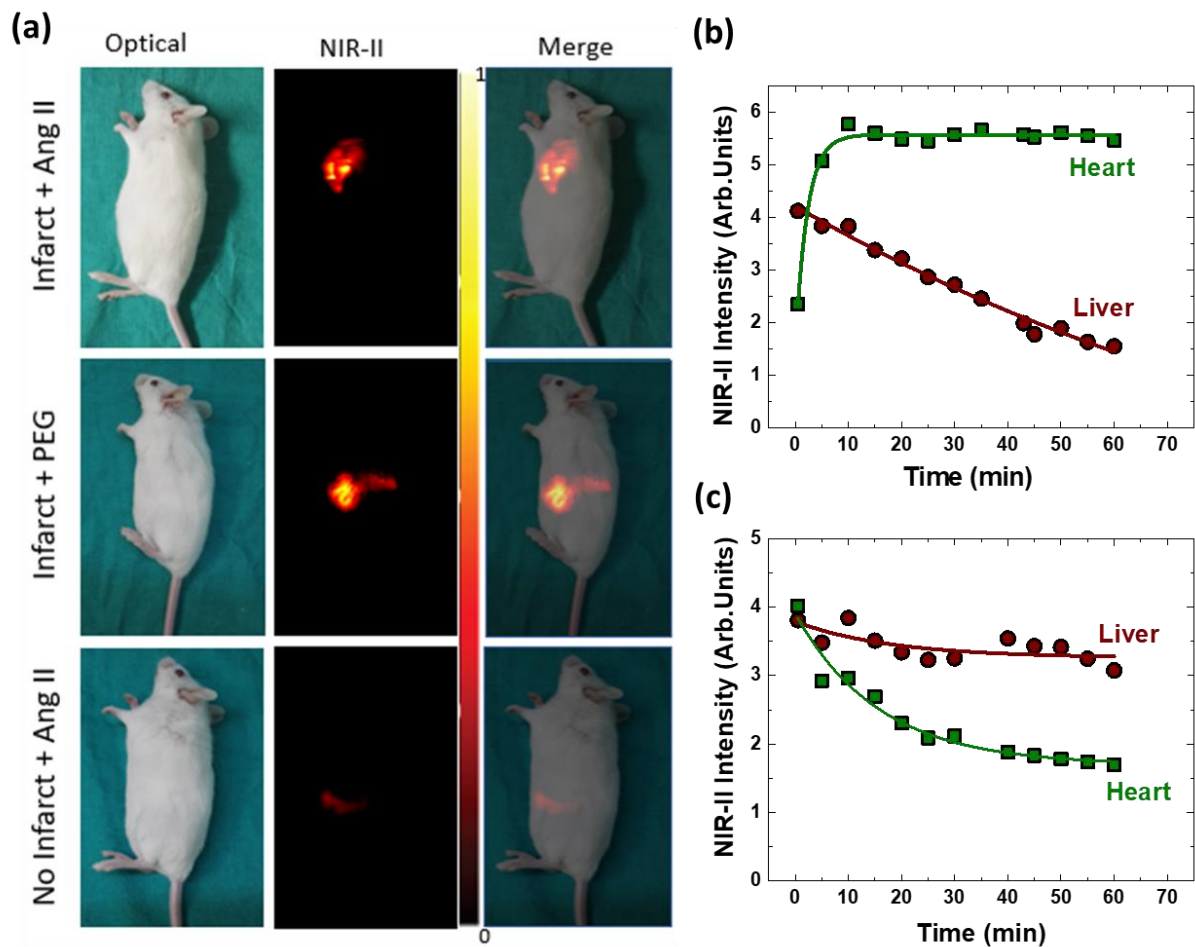 (a)
Optical
NIR-II
Merge
Infarct + Ang II
Infarct + PEG
No Infarct + Ang II
1
0
(b)
NIR-II Intensity (Arb.Units)
6
5
4
3
2
1
0
Heart
Liver
0 10 20 30 40 50 60 70
Time (min)
(c)
NIR-II Intensity (Arb.Units)
5
4
3
2
1
0
Liver
Heart
0 10 20 30 40 50 60 70
Time (min)